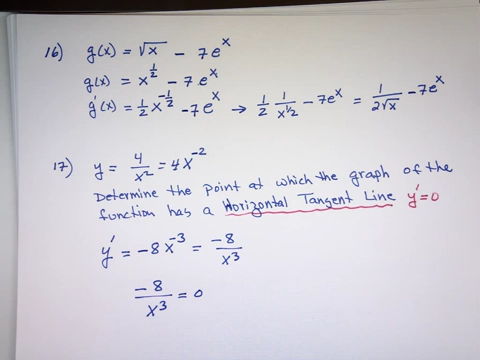 16) g(x) = √x - 7e^x
g(x) = x^½ - 7e^x
g'(x) = ½ x^-½ - 7e^x → ½ 1/x^½ - 7e^x = 1/(2√x) - 7e^x
17) y = 4/x² = 4x^-2
Determine the point at which the graph of the
function has a Horizontal Tangent Line y'=0
y' = -8x^-3 = -8/x³
-8/x³ = 0